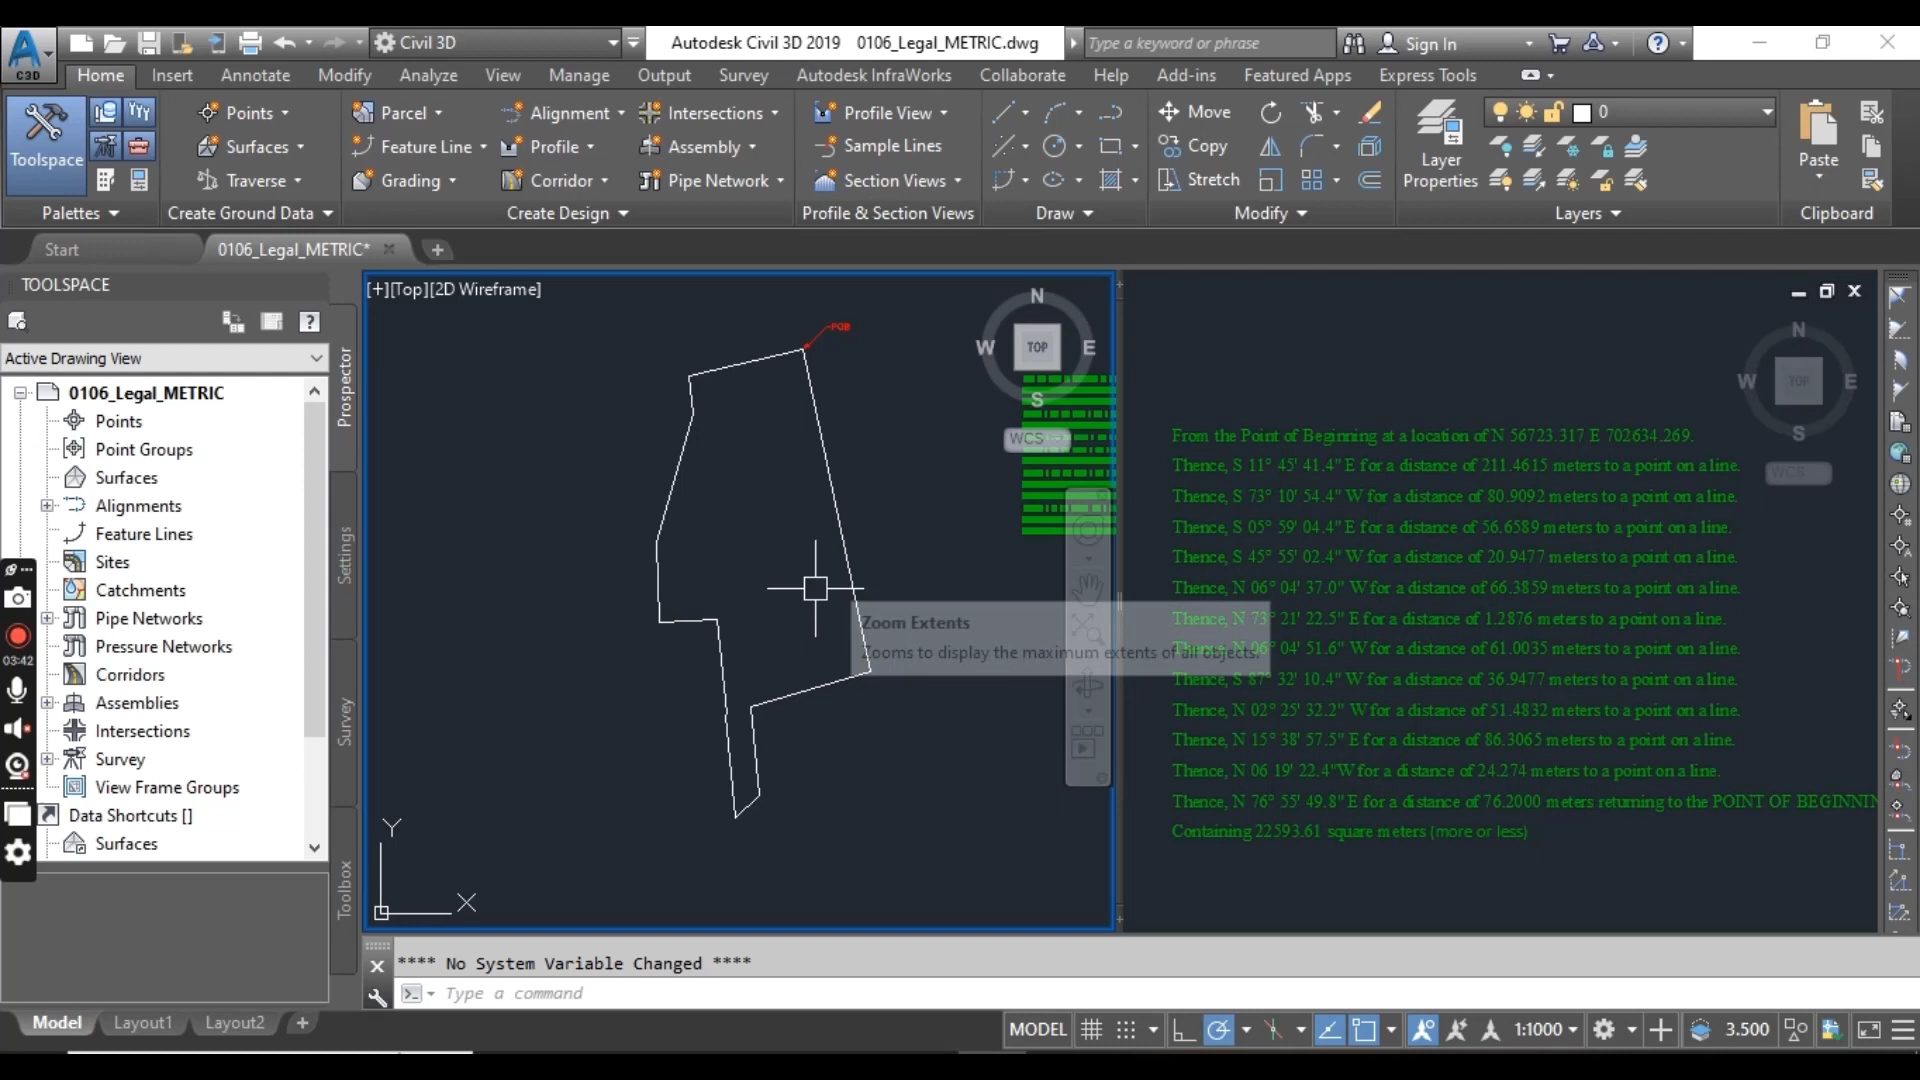 C3D
Civil 3D
Autodesk Civil 3D 2019 0106_Legal_METRIC.dwg
Type a keyword or phrase
Sign In
Home Insert Annotate Modify Analyze View Manage Output Survey Autodesk InfraWorks Collaborate Help Add-ins Featured Apps Express Tools
Toolspace
Points
Surfaces
Traverse
Parcel
Feature Line
Grading
Alignment
Profile
Corridor
Intersections
Assembly
Pipe Network
Profile View
Sample Lines
Section Views
Move
Copy
Stretch
Layer
Properties
0
Paste
Palettes
Create Ground Data
Create Design
Profile & Section Views
Draw
Modify
Layers
Clipboard
Start
0106_Legal_METRIC*
TOOLSPACE
Active Drawing View
0106_Legal_METRIC
Points
Point Groups
Surfaces
Alignments
Feature Lines
Sites
Catchments
Pipe Networks
Pressure Networks
Corridors
Assemblies
Intersections
Survey
View Frame Groups
Data Shortcuts []
Surfaces
Prospector
Settings
Survey
Toolbox
03:42
[+][Top][2D Wireframe]
POB
N
W TOP E
S
WCS
Y
X
Zoom Extents
Zooms to display the maximum extents of all objects.
N
W TOP E
S
WCS
From the Point of Beginning at a location of N 56723.317 E 702634.269.
Thence, S 11° 45' 41.4" E for a distance of 211.4615 meters to a point on a line.
Thence, S 73° 10' 54.4" W for a distance of 80.9092 meters to a point on a line.
Thence, S 05° 59' 04.4" E for a distance of 56.6589 meters to a point on a line.
Thence, S 45° 55' 02.4" W for a distance of 20.9477 meters to a point on a line.
Thence, N 06° 04' 37.0" W for a distance of 66.3859 meters to a point on a line.
Thence, N 73° 21' 22.5" E for a distance of 1.2876 meters to a point on a line.
Thence, N 06° 04' 51.6" W for a distance of 61.0035 meters to a point on a line.
Thence, S 87° 32' 10.4" W for a distance of 36.9477 meters to a point on a line.
Thence, N 02° 25' 32.2" W for a distance of 51.4832 meters to a point on a line.
Thence, N 15° 38' 57.5" E for a distance of 86.3065 meters to a point on a line.
Thence, N 06 19' 22.4"W for a distance of 24.274 meters to a point on a line.
Thence, N 76° 55' 49.8" E for a distance of 76.2000 meters returning to the POINT OF BEGINNIN
Containing 22593.61 square meters (more or less)
**** No System Variable Changed ****
Type a command
Model Layout1 Layout2
MODEL
1:1000
3.500